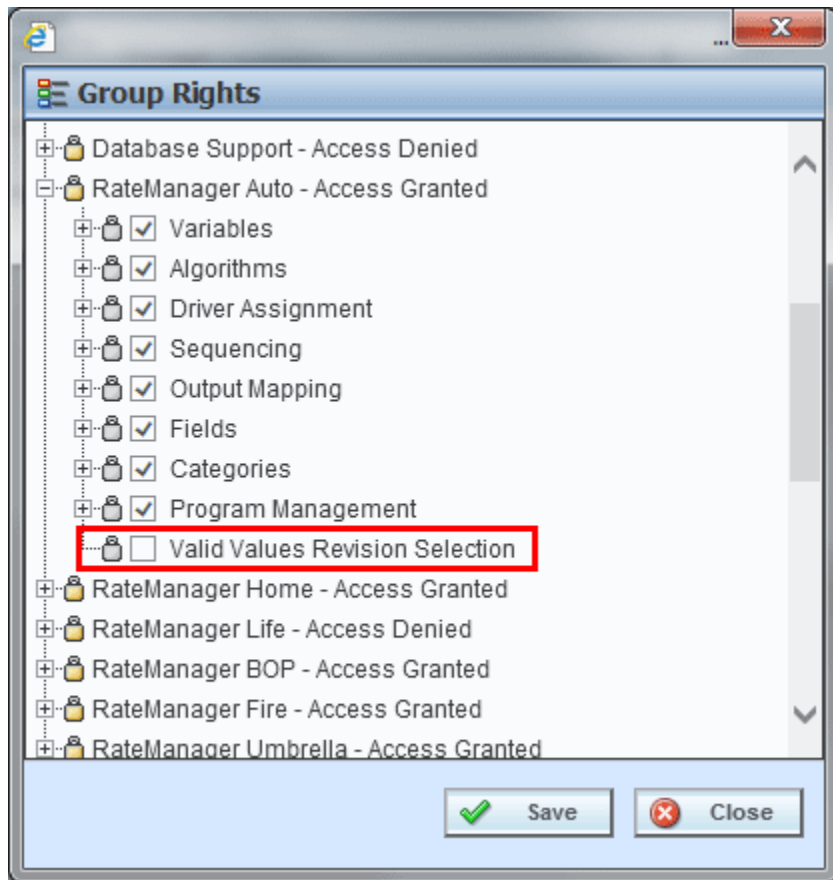 ...
Group Rights
Database Support - Access Denied
RateManager Auto - Access Granted
Variables
Algorithms
Driver Assignment
Sequencing
Output Mapping
Fields
Categories
Program Management
Valid Values Revision Selection
RateManager Home - Access Granted
RateManager Life - Access Denied
RateManager BOP - Access Granted
RateManager Fire - Access Granted
RateManager Umbrella - Access Granted
Save Close